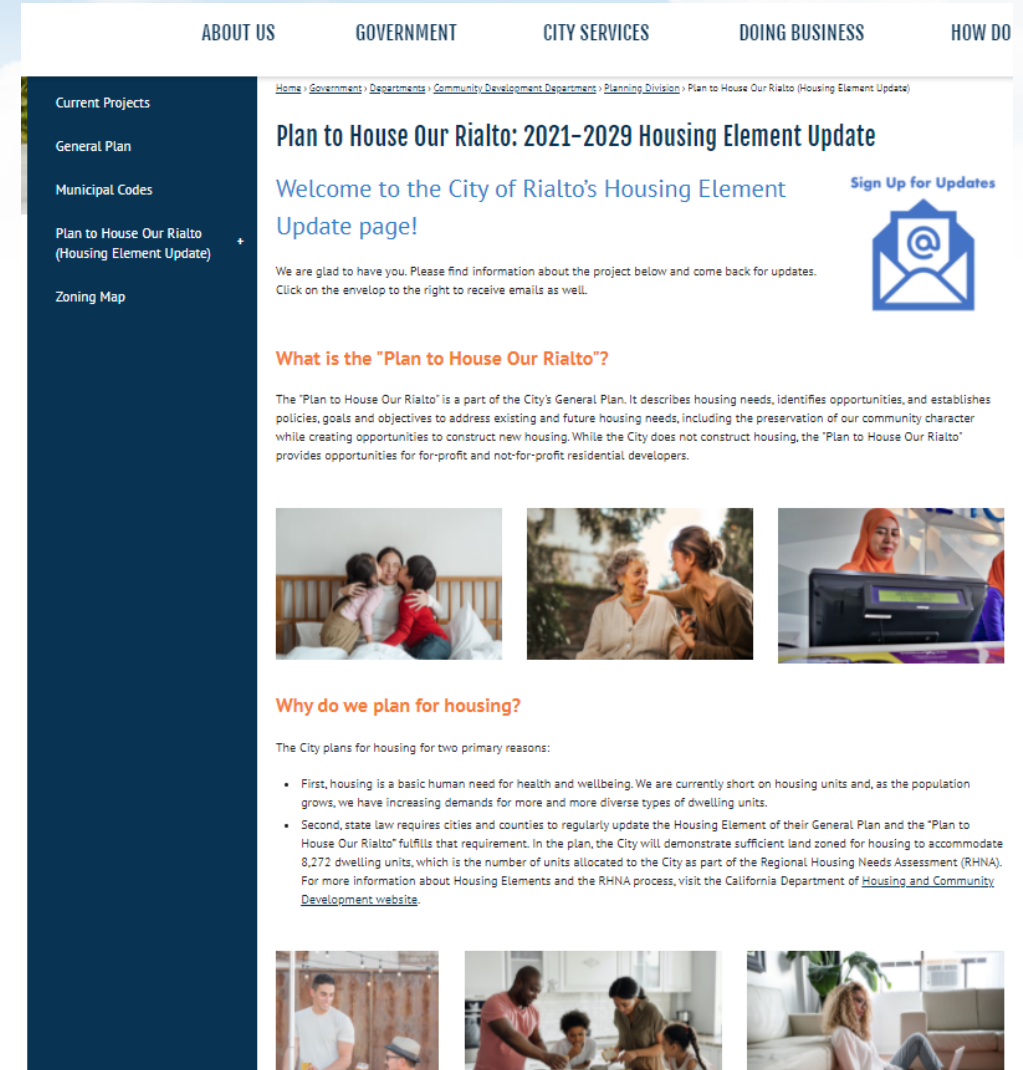 ABOUT US GOVERNMENT CITY SERVICES DOING BUSINESS HOW DO
Current Projects
General Plan
Municipal Codes
Plan to House Our Rialto
(Housing Element Update)
+
Zoning Map
Home › Government › Departments › Community Development Department › Planning Division › Plan to House Our Rialto (Housing Element Update)
Plan to House Our Rialto: 2021-2029 Housing Element Update
Welcome to the City of Rialto's Housing Element
Update page!
Sign Up for Updates
@
We are glad to have you. Please find information about the project below and come back for updates.
Click on the envelop to the right to receive emails as well.
What is the "Plan to House Our Rialto"?
The "Plan to House Our Rialto" is a part of the City's General Plan. It describes housing needs, identifies opportunities, and establishes
policies, goals and objectives to address existing and future housing needs, including the preservation of our community character
while creating opportunities to construct new housing. While the City does not construct housing, the "Plan to House Our Rialto"
provides opportunities for for-profit and not-for-profit residential developers.
Why do we plan for housing?
The City plans for housing for two primary reasons:
• First, housing is a basic human need for health and wellbeing. We are currently short on housing units and, as the population
grows, we have increasing demands for more and more diverse types of dwelling units.
• Second, state law requires cities and counties to regularly update the Housing Element of their General Plan and the "Plan to
House Our Rialto" fulfills that requirement. In the plan, the City will demonstrate sufficient land zoned for housing to accommodate
8,272 dwelling units, which is the number of units allocated to the City as part of the Regional Housing Needs Assessment (RHNA).
For more information about Housing Elements and the RHNA process, visit the California Department of Housing and Community
Development website.